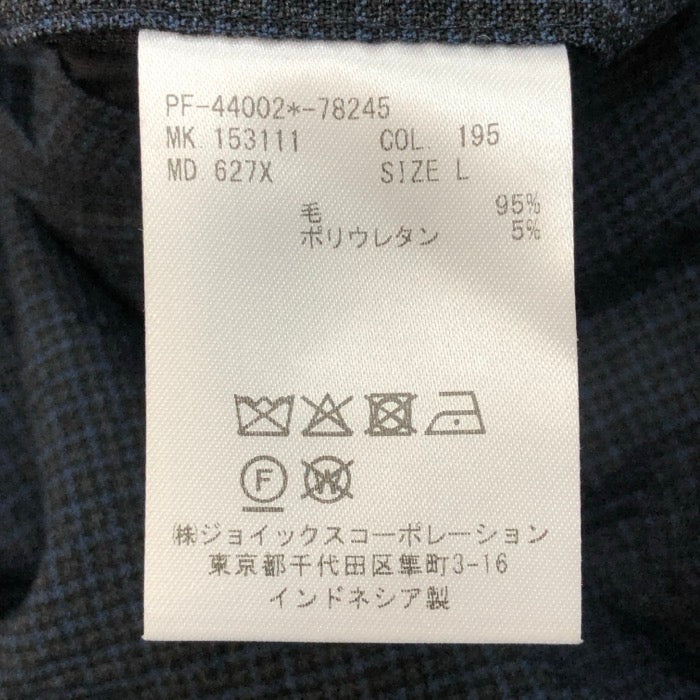 PF-44002*-78245
MK 153111 COL. 195
MD 627X SIZE L
毛 95%
ポリウレタン 5%
F
W
㈱ジョイックスコーポレーション
東京都千代田区隼町3-16
インドネシア製